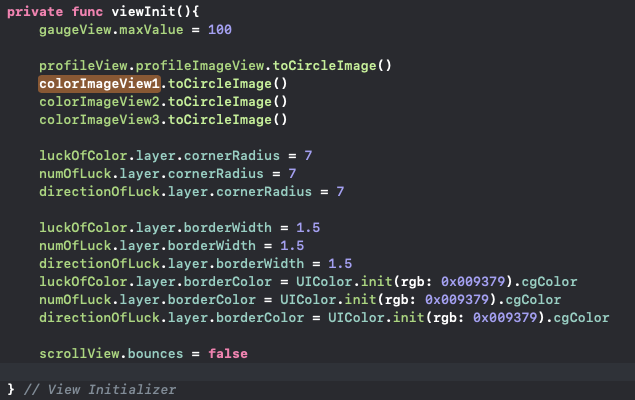 private func viewInit(){
gaugeView.maxValue = 100
profileView.profileImageView.toCircleImage()
colorImageView1.toCircleImage()
colorImageView2.toCircleImage()
colorImageView3.toCircleImage()
luckOfColor.layer.cornerRadius = 7
numOfLuck.layer.cornerRadius = 7
directionOfLuck.layer.cornerRadius = 7
luckOfColor.layer.borderWidth = 1.5
numOfLuck.layer.borderWidth = 1.5
directionOfLuck.layer.borderWidth = 1.5
luckOfColor.layer.borderColor = UIColor.init(rgb: 0x009379).cgColor
numOfLuck.layer.borderColor = UIColor.init(rgb: 0x009379).cgColor
directionOfLuck.layer.borderColor = UIColor.init(rgb: 0x009379).cgColor
scrollView.bounces = false
} // View Initializer